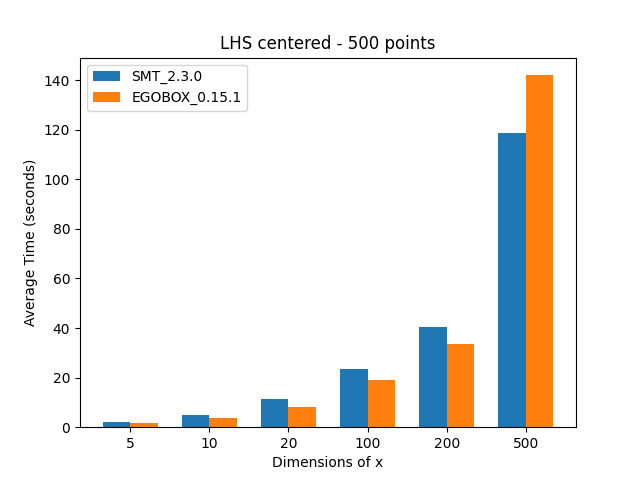 LHS centered - 500 points
SMT_2.3.0
EGOBOX_0.15.1
Average Time (seconds)
140
120
100
80
60
40
20
0
5 10 20 100 200 500
Dimensions of x